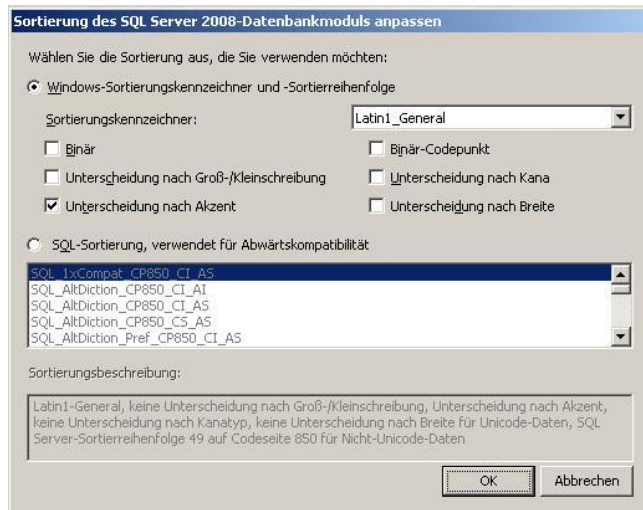 Sortierung des SQL Server 2008-Datenbankmoduls anpassen
Wählen Sie die Sortierung aus, die Sie verwenden möchten:
Windows-Sortierungskennzeichner und -Sortierreihenfolge
Sortierungskennzeichner: Latin1_General
Binär Binär-Codepunkt
Unterscheidung nach Groß-/Kleinschreibung Unterscheidung nach Kana
Unterscheidung nach Akzent Unterscheidung nach Breite
SQL-Sortierung, verwendet für Abwärtskompatibilität
SQL_1xCompat_CP850_CI_AS
SQL_AltDiction_CP850_CI_AI
SQL_AltDiction_CP850_CI_AS
SQL_AltDiction_CP850_CS_AS
SQL_AltDiction_Pref_CP850_CI_AS
Sortierungsbeschreibung:
Latin1-General, keine Unterscheidung nach Groß-/Kleinschreibung, Unterscheidung nach Akzent,
keine Unterscheidung nach Kanatyp, keine Unterscheidung nach Breite für Unicode-Daten, SQL
Server-Sortierreihenfolge 49 auf Codeseite 850 für Nicht-Unicode-Daten
OK Abbrechen